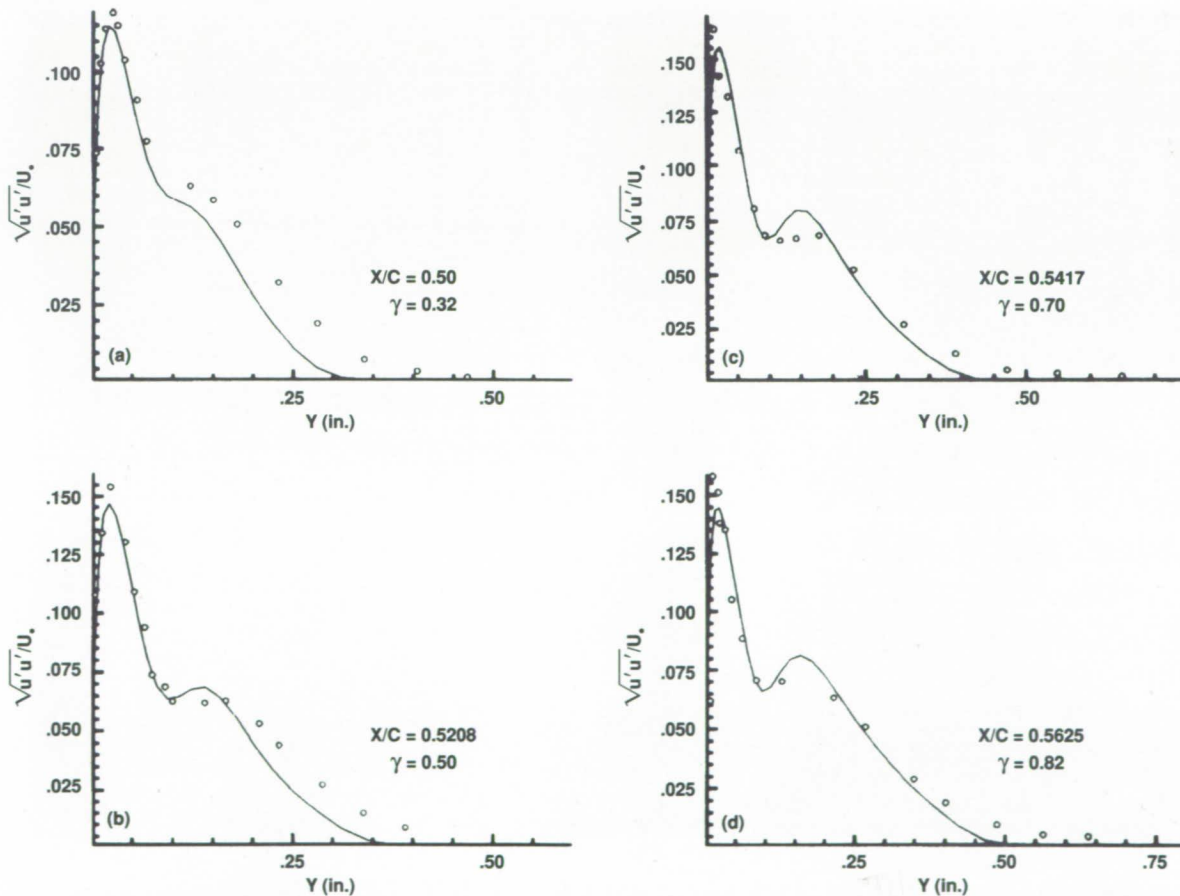 .100
.075
.050
.025
√u'u'/U∘
(a)
X/C = 0.50
γ = 0.32
.25
.50
Y (in.)
.150
.125
.100
.075
.050
.025
√u'u'/U∘
(c)
X/C = 0.5417
γ = 0.70
.25
.50
Y (in.)
.150
.125
.100
.075
.050
.025
√u'u'/U∘
(b)
X/C = 0.5208
γ = 0.50
.25
.50
Y (in.)
.150
.125
.100
.075
.050
.025
√u'u'/U∘
(d)
X/C = 0.5625
γ = 0.82
.25
.50
.75
Y (in.)